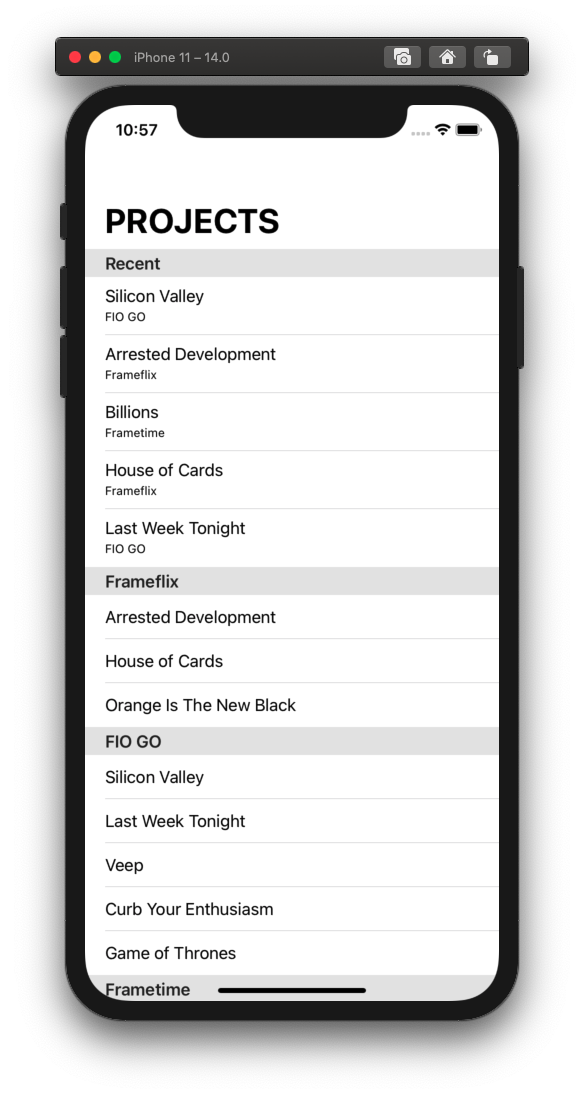 iPhone 11 – 14.0
10:57
PROJECTS
Recent
Silicon Valley
FIO GO
Arrested Development
Frameflix
Billions
Frametime
House of Cards
Frameflix
Last Week Tonight
FIO GO
Frameflix
Arrested Development
House of Cards
Orange Is The New Black
FIO GO
Silicon Valley
Last Week Tonight
Veep
Curb Your Enthusiasm
Game of Thrones
Frametime